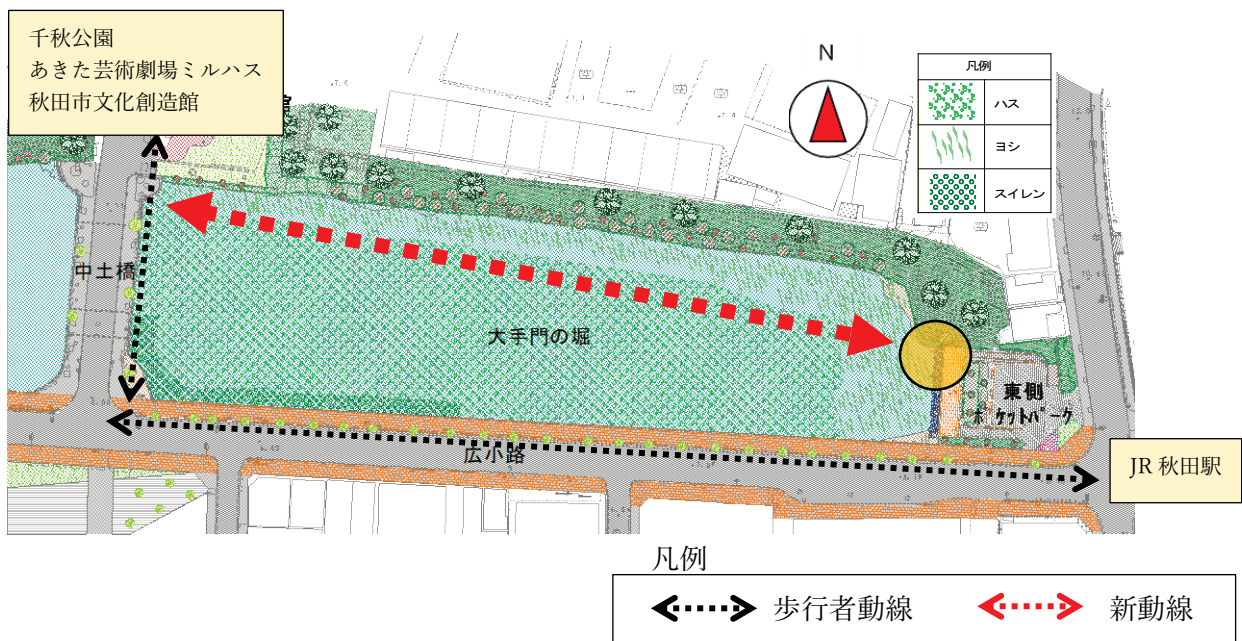 千秋公園
あきた芸術劇場ミルハス
秋田市文化創造館
N
凡例
ハス
ヨシ
スイレン
中土橋
大手門の堀
東側
ポケットパーク
広小路
JR 秋田駅
凡例
歩行者動線
新動線